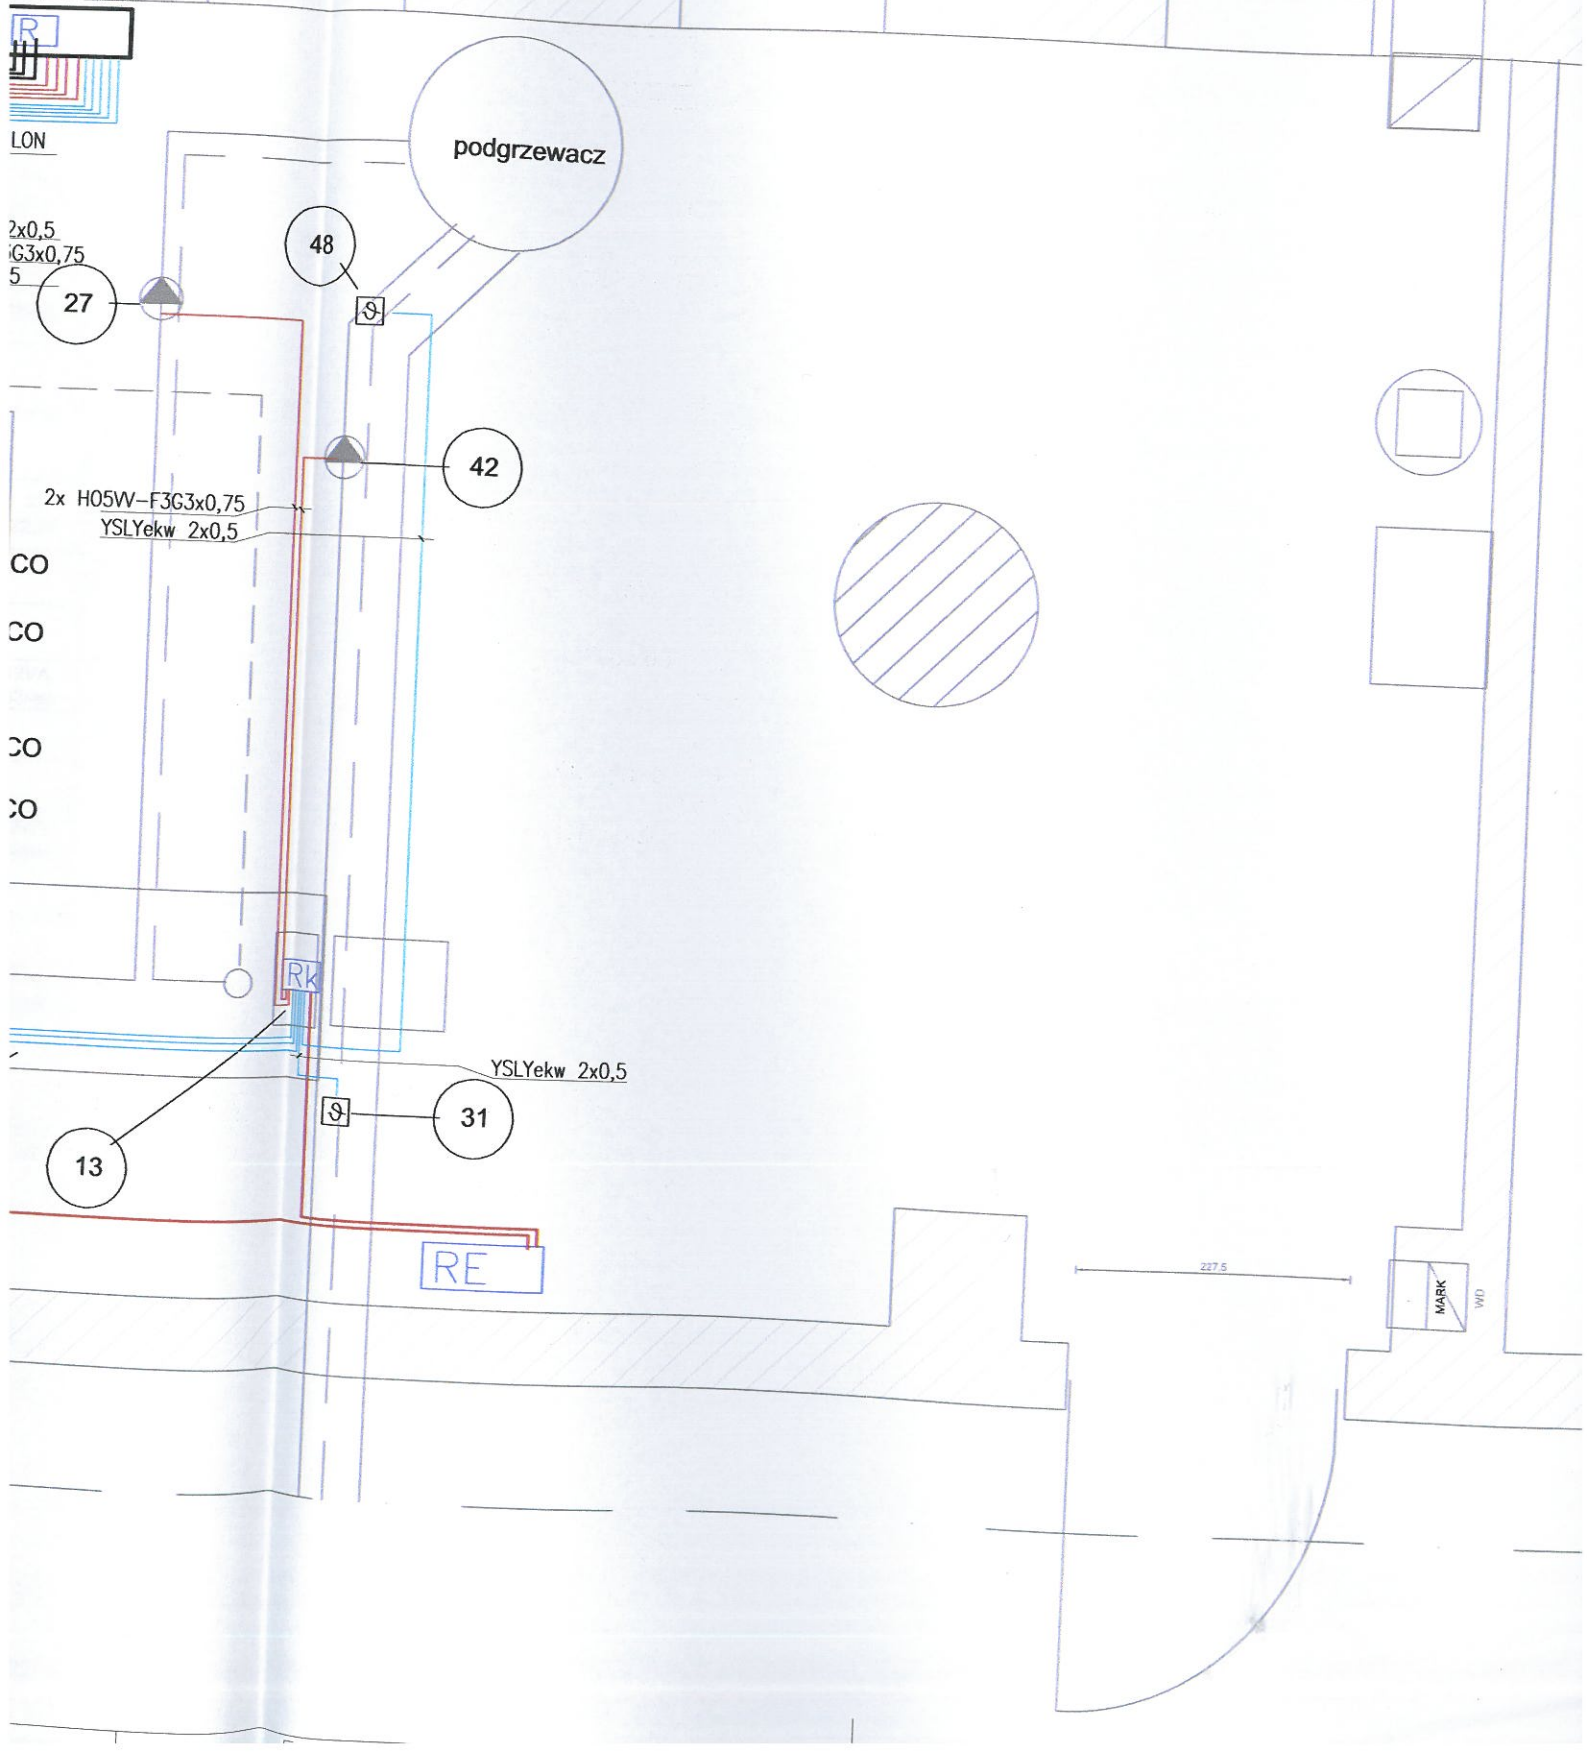 R
LON
podgrzewacz
2x0,5
G3x0,75
5
48
27
42
2x H05VV-F3G3x0,75
YSLYekw 2x0,5
CO
CO
CO
CO
Rk
YSLYekw 2x0,5
31
13
RE
227,5
MARK
WD